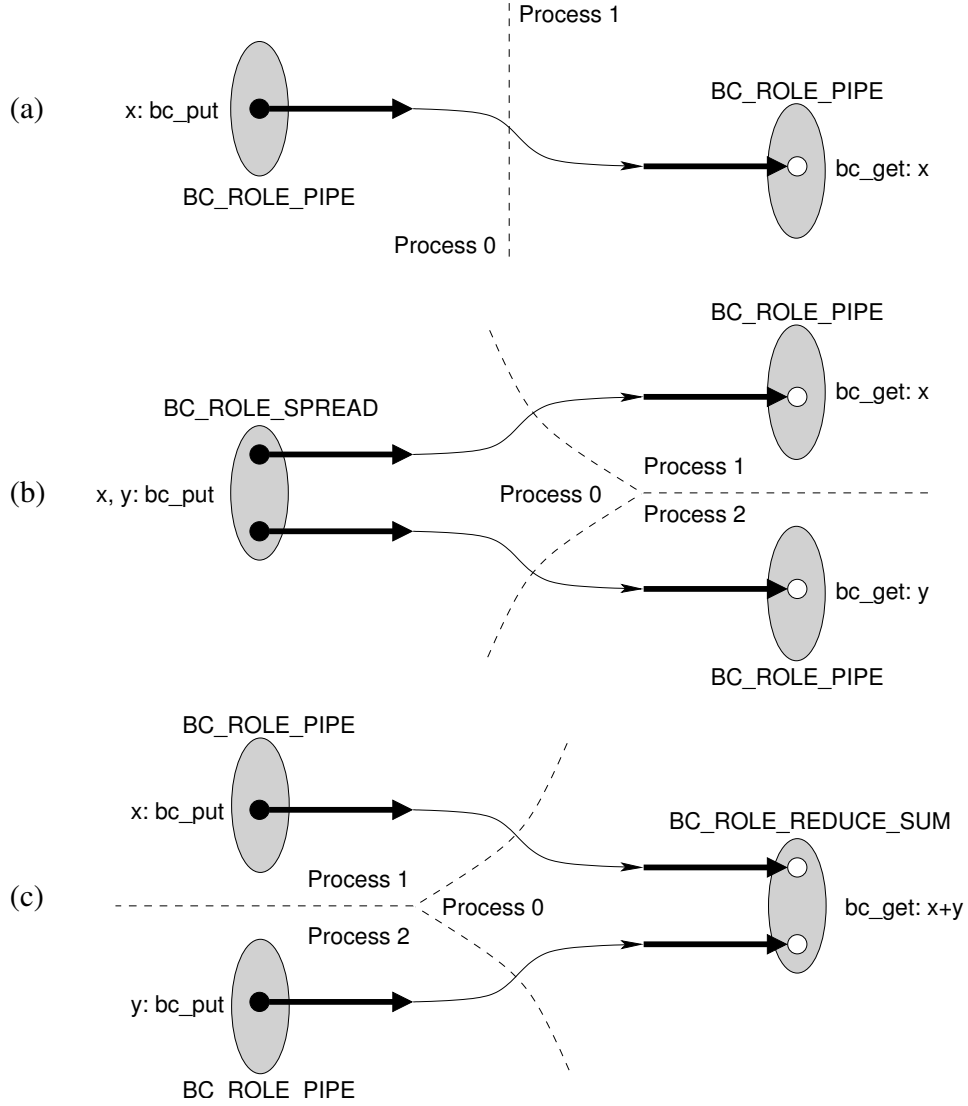 Process 1
(a)
x: bc_put
BC_ROLE_PIPE
BC_ROLE_PIPE
bc_get: x
Process 0
(b)
BC_ROLE_SPREAD
x, y: bc_put
BC_ROLE_PIPE
bc_get: x
Process 1
Process 0
Process 2
bc_get: y
BC_ROLE_PIPE
(c)
BC_ROLE_PIPE
x: bc_put
BC_ROLE_REDUCE_SUM
Process 1
Process 0
bc_get: x+y
Process 2
y: bc_put
BC_ROLE_PIPE